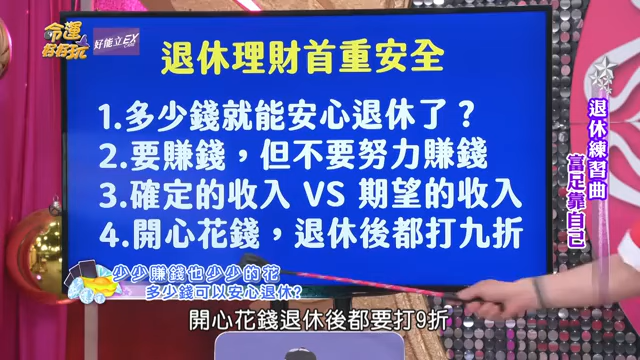 命運好好玩
好能立EX
退休理財首重安全
1.多少錢就能安心退休了？
2.要賺錢，但不要努力賺錢
3.確定的收入 VS 期望的收入
4.開心花錢，退休後都打九折
退休練習曲
富足靠自己
少少賺錢也少少的花
多少錢可以安心退休?
開心花錢退休後都要打9折